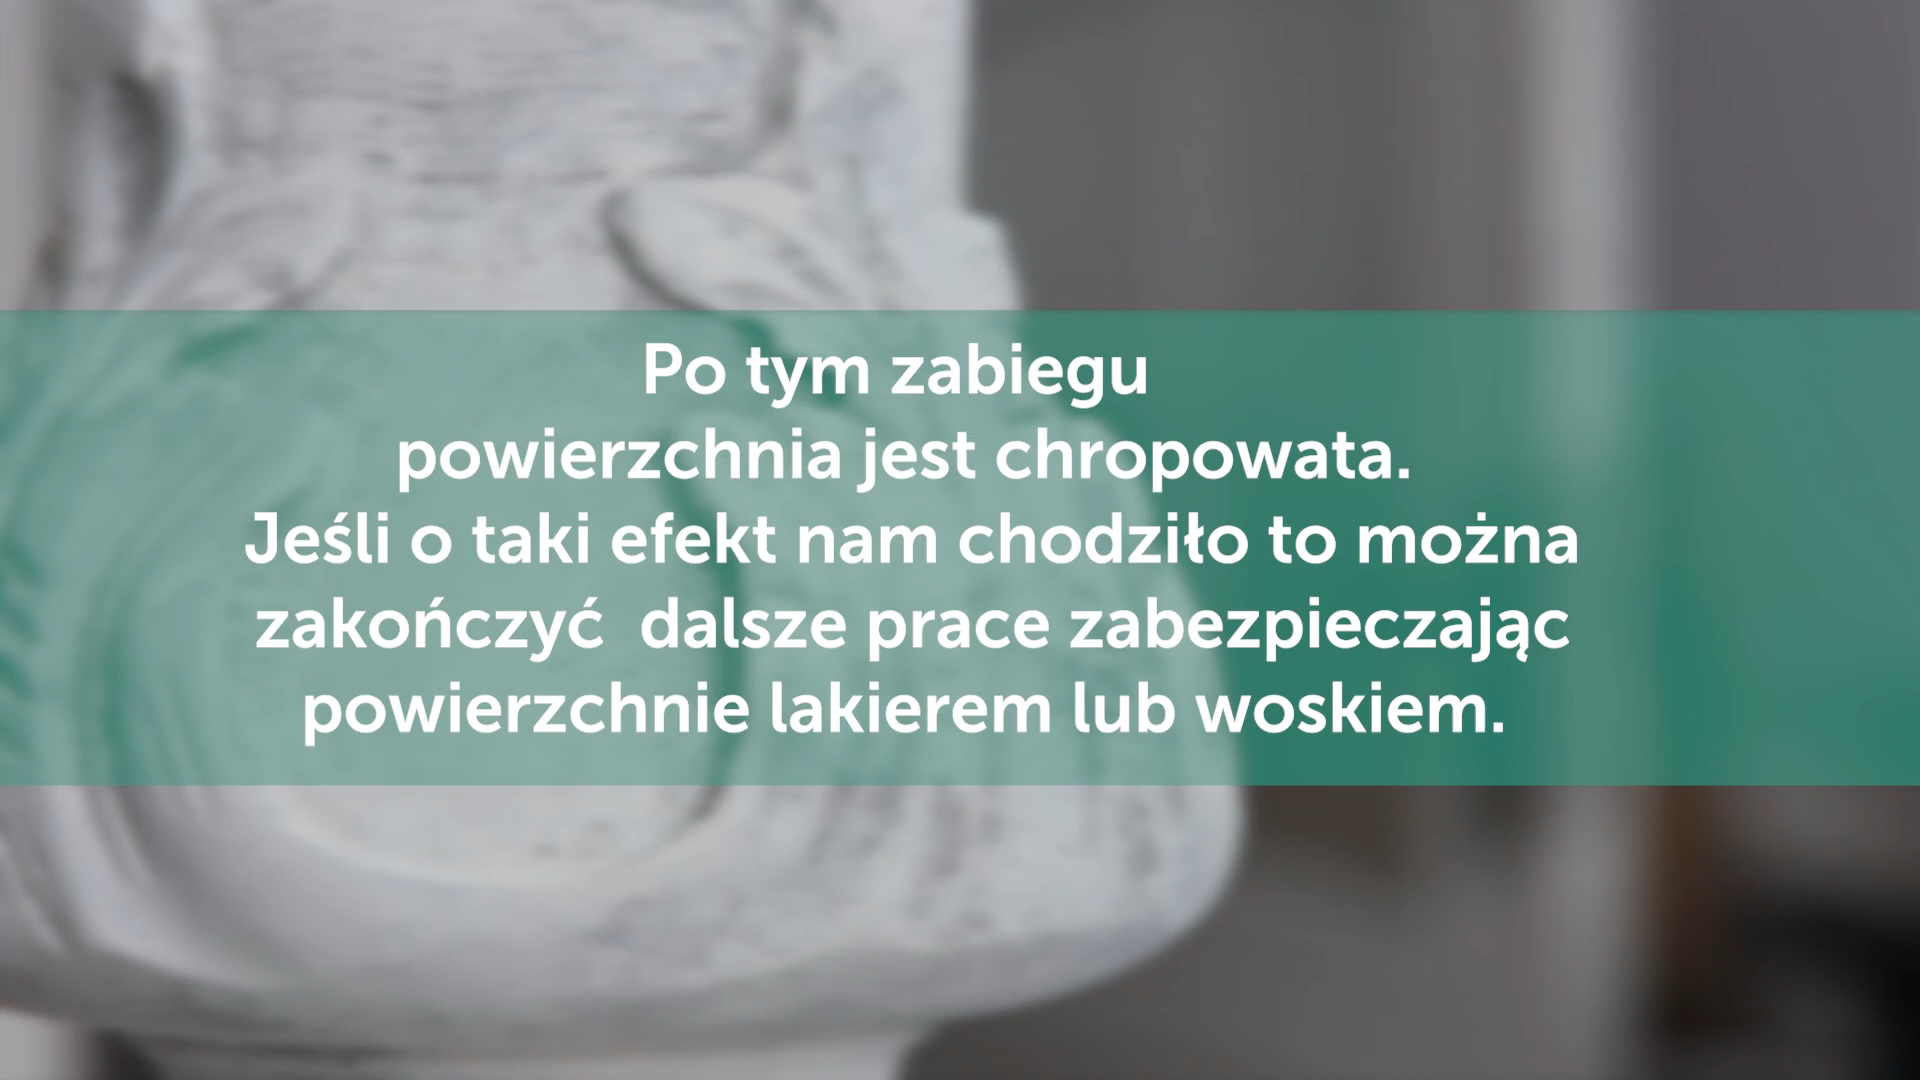 Po tym zabiegu
powierzchnia jest chropowata.
Jeśli o taki efekt nam chodziło to można
zakończyć  dalsze prace zabezpieczając
powierzchnie lakierem lub woskiem.